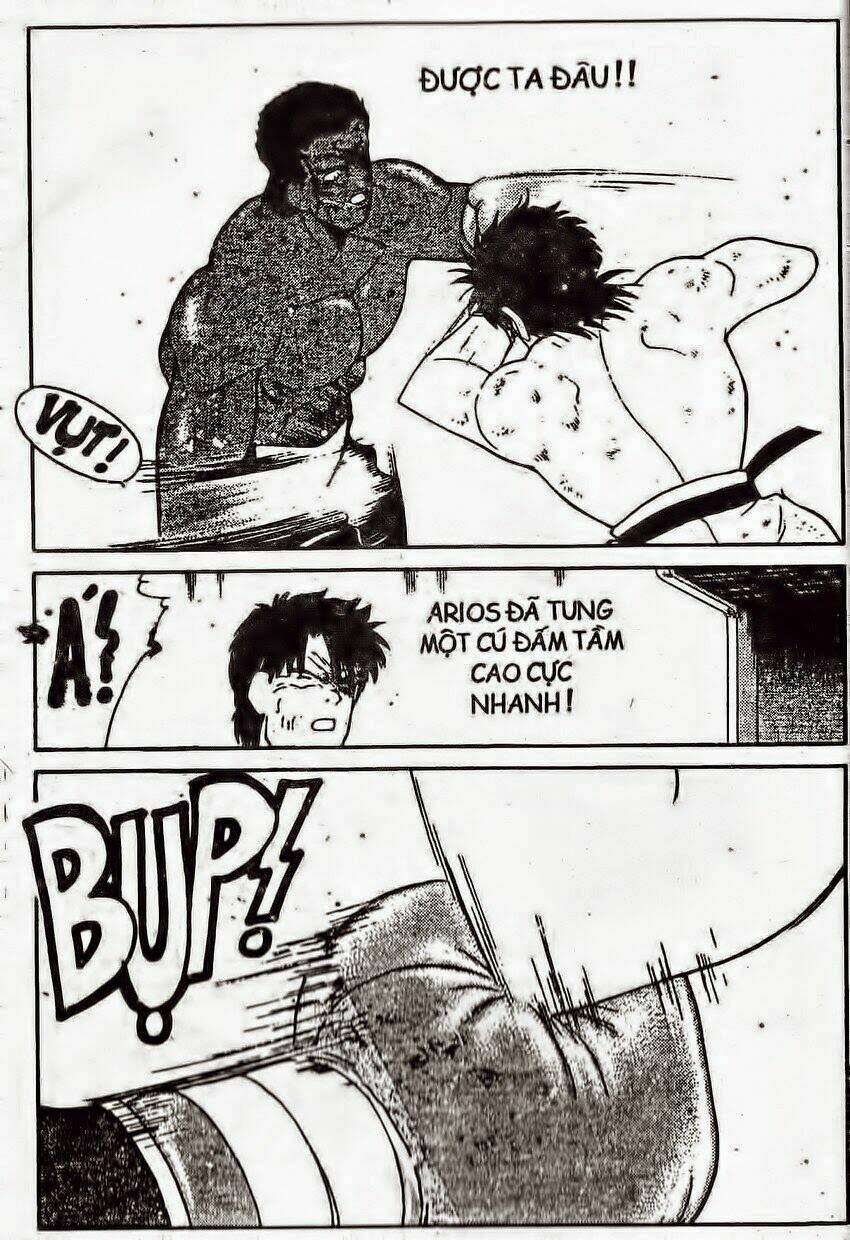 ĐƯỢC TA ĐÂU!!
VỤT!
Á!
ARIOS ĐÃ TUNG
MỘT CÚ ĐẤM TẦM
CAO CỰC
NHANH!
BỤP!